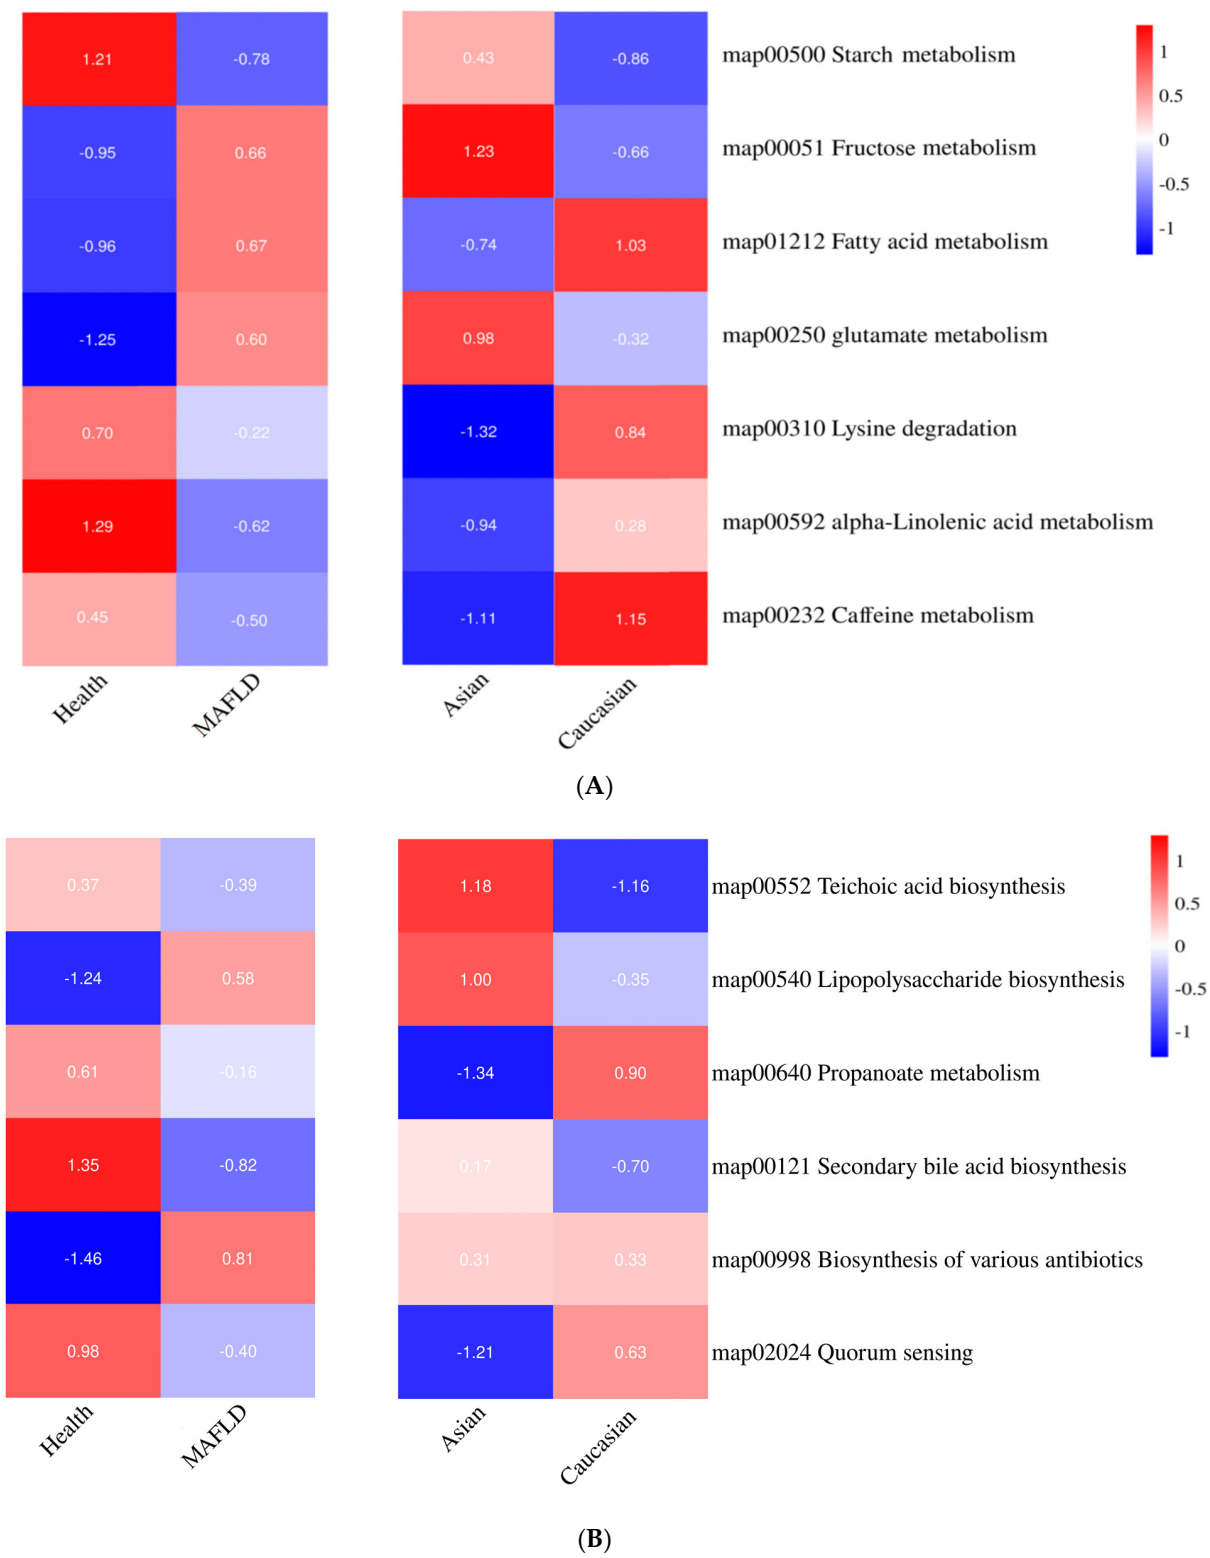 1.21 -0.78 0.43 -0.86 map00500 Starch metabolism
-0.95 0.66 1.23 -0.66 map00051 Fructose metabolism
-0.96 0.67 -0.74 1.03 map01212 Fatty acid metabolism
-1.25 0.60 0.98 -0.32 map00250 glutamate metabolism
0.70 -0.22 -1.32 0.84 map00310 Lysine degradation
1.29 -0.62 -0.94 0.28 map00592 alpha-Linolenic acid metabolism
0.45 -0.50 -1.11 1.15 map00232 Caffeine metabolism
1
0.5
0
-0.5
-1
Health MAFLD Asian Caucasian
(A)
0.37 -0.39 1.18 -1.16 map00552 Teichoic acid biosynthesis
-1.24 0.58 1.00 -0.35 map00540 Lipopolysaccharide biosynthesis
0.61 -0.16 -1.34 0.90 map00640 Propanoate metabolism
1.35 -0.82 0.17 -0.70 map00121 Secondary bile acid biosynthesis
-1.46 0.81 0.31 0.33 map00998 Biosynthesis of various antibiotics
0.98 -0.40 -1.21 0.63 map02024 Quorum sensing
1
0.5
0
-0.5
-1
Health MAFLD Asian Caucasian
(B)